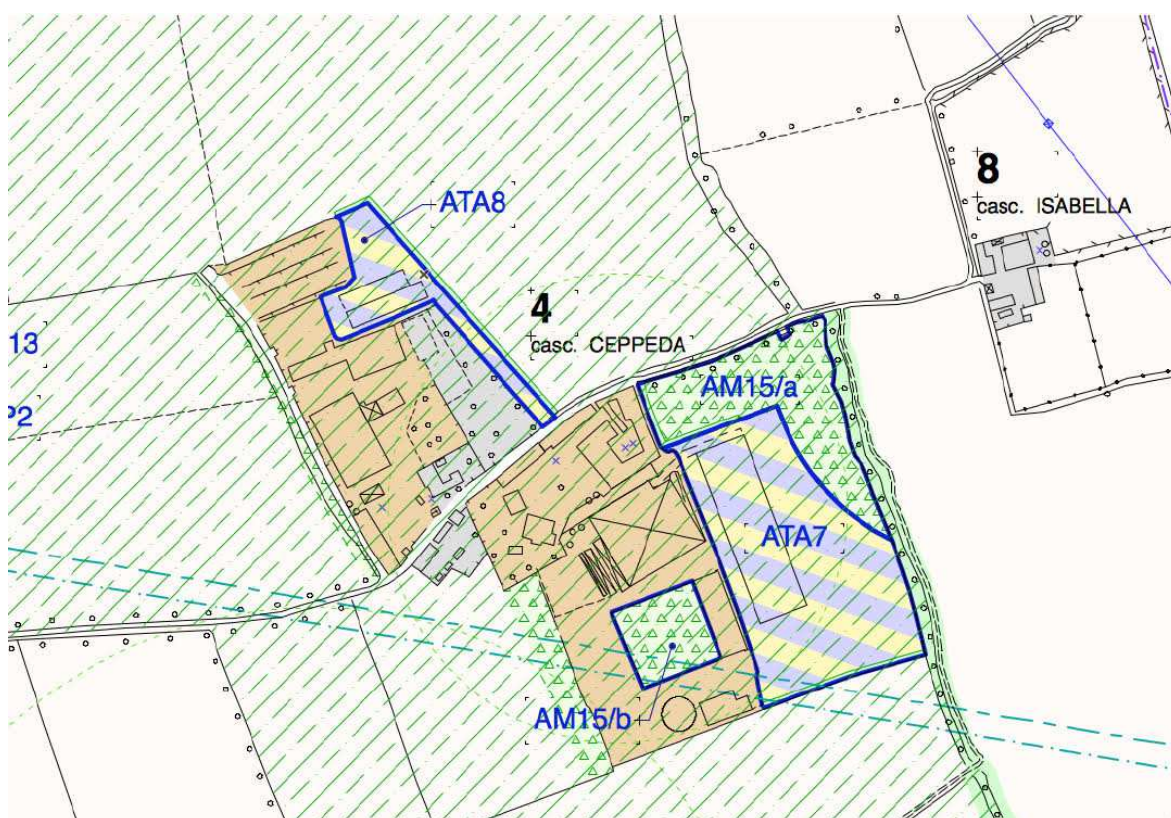 ATA8
8
casc. ISABELLA
4
casc. CEPPEDA
13
P2
AM15/a
ATA7
AM15/b